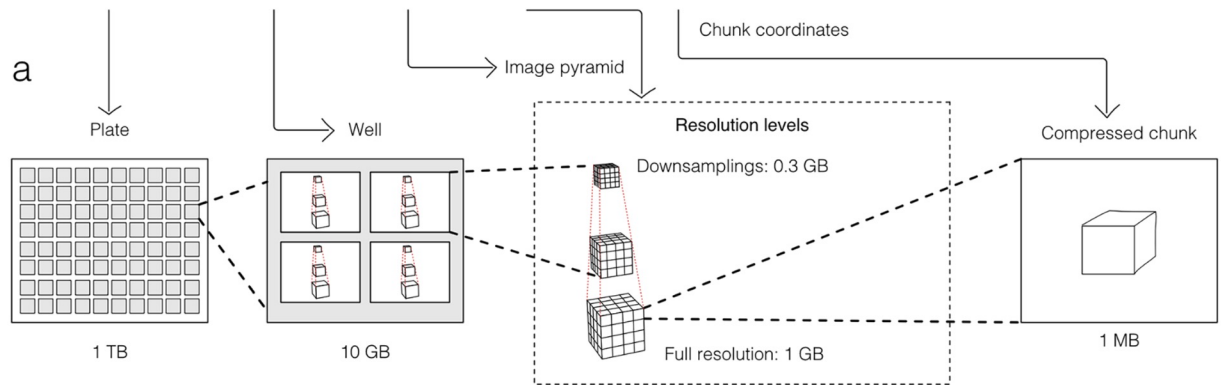 Chunk coordinates
a
Image pyramid
Plate
Well
Resolution levels
Compressed chunk
Downsamplings: 0.3 GB
1 TB
10 GB
Full resolution: 1 GB
1 MB